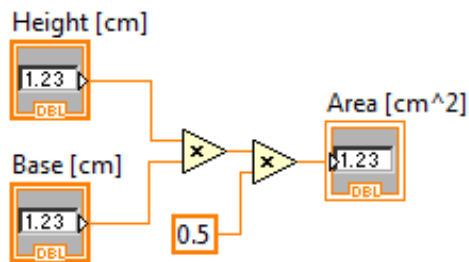 Height [cm]
1.23
DBL
Area [cm^2]
×
×
1.23
DBL
Base [cm]
1.23
DBL
0.5